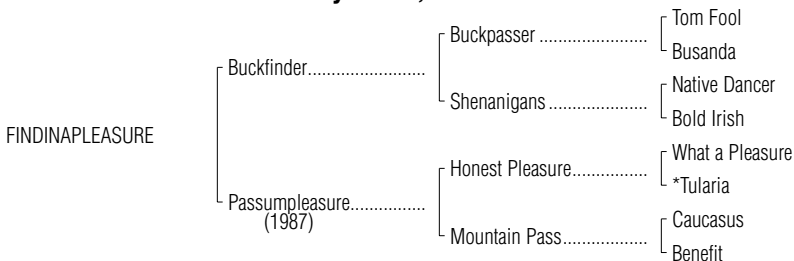 Tom Fool
Buckpasser ......................
Busanda
Buckfinder.........................
Native Dancer
Shenanigans .....................
Bold Irish
FINDINAPLEASURE
What a Pleasure
Honest Pleasure................
*Tularia
Passumpleasure................
(1987)
Caucasus
Mountain Pass..................
Benefit